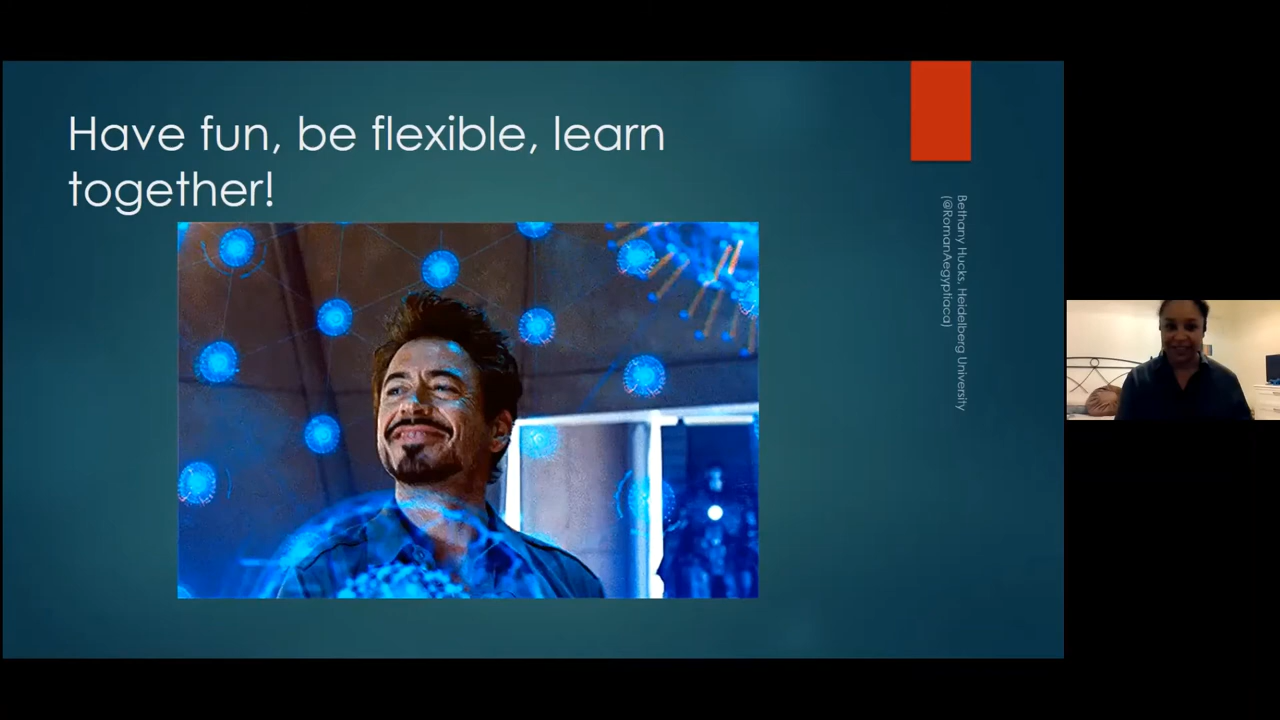 Have fun, be flexible, learn
together!
Bethany Hucks, Heidelberg University
(@RomanAegyptiaca)